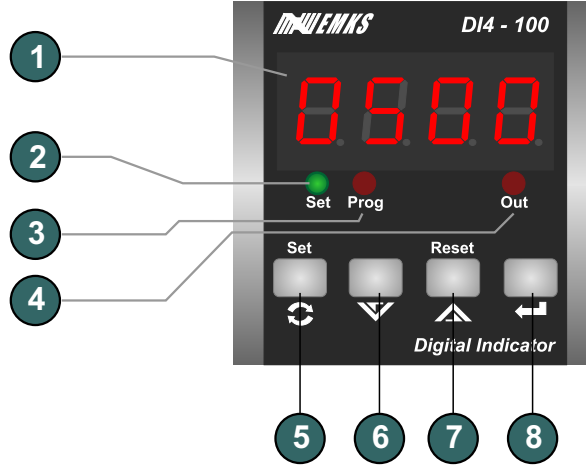 EMKS DI4 - 100
1
0500
2
Set Prog Out
3
Set Reset
4
Digital Indicator
5 6 7 8